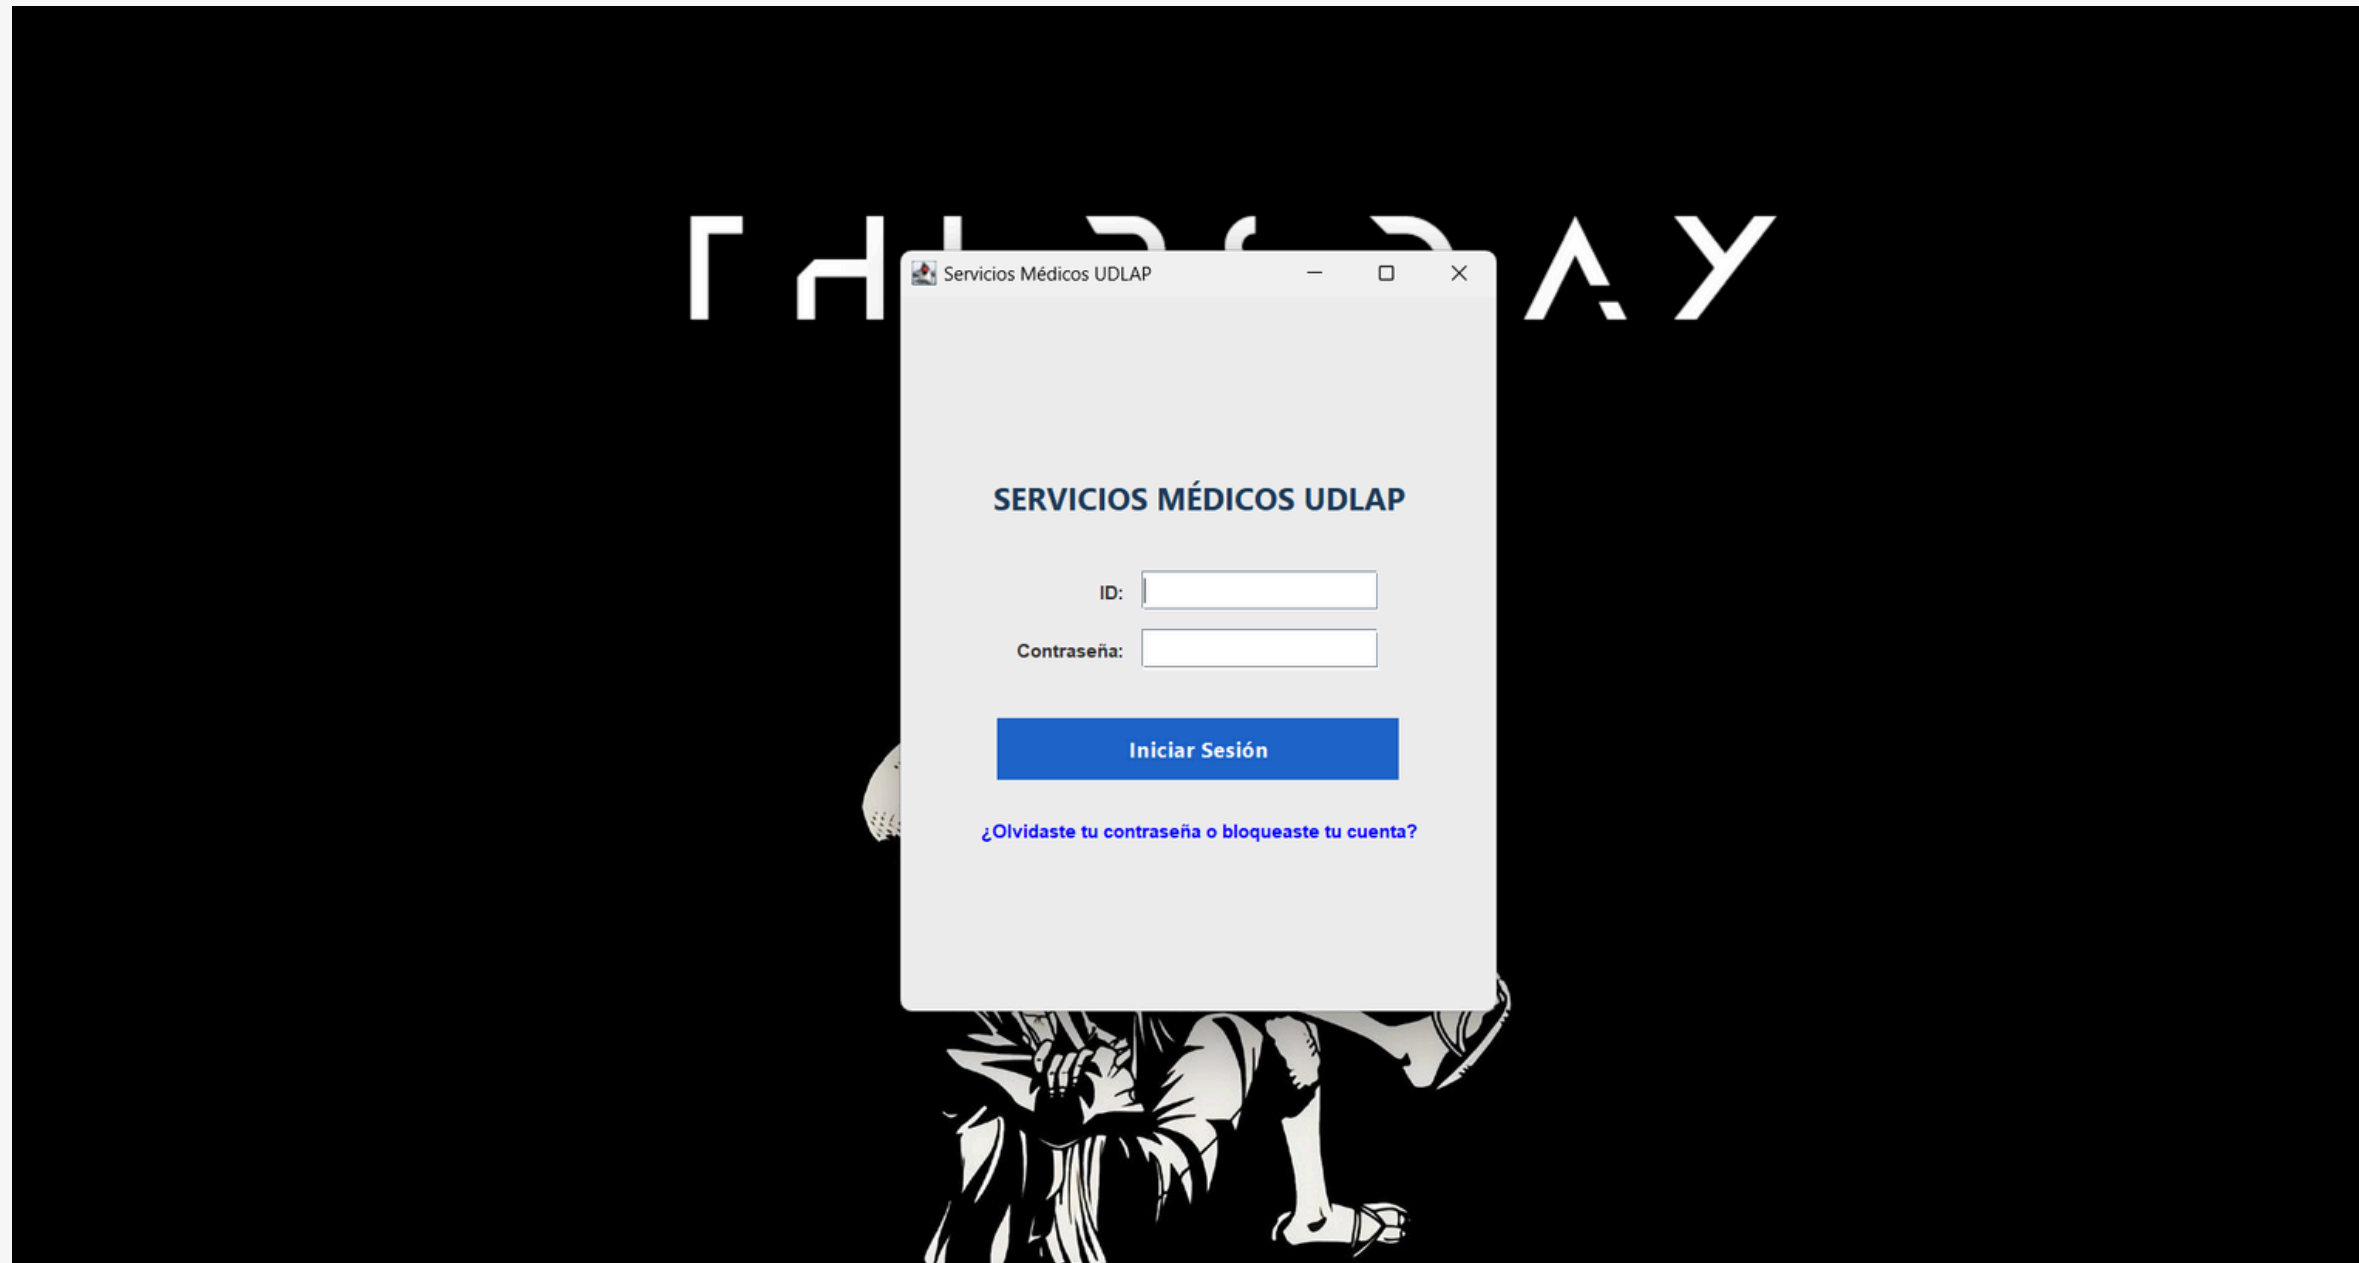 Servicios Médicos UDLAP
SERVICIOS MÉDICOS UDLAP
ID:
Contraseña:
Iniciar Sesión
¿Olvidaste tu contraseña o bloqueaste tu cuenta?